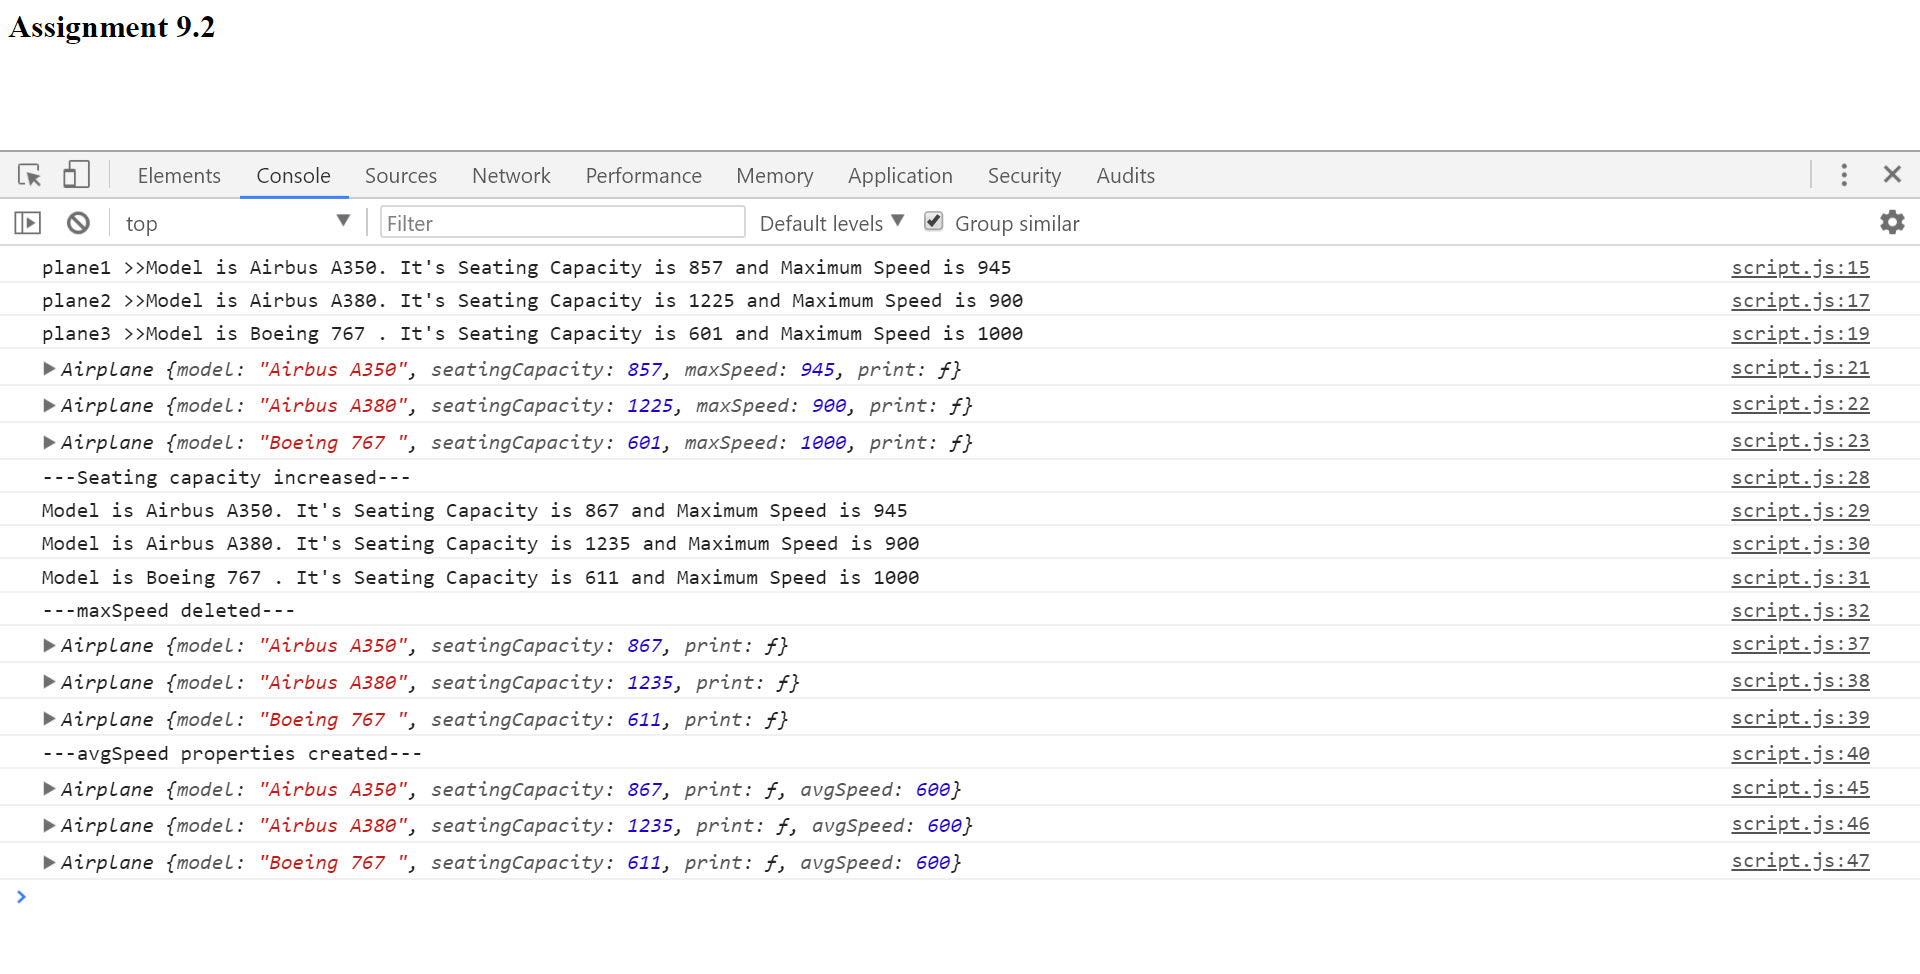 Assignment 9.2
Elements Console Sources Network Performance Memory Application Security Audits
top Filter Default levels Group similar
plane1 >>Model is Airbus A350. It's Seating Capacity is 857 and Maximum Speed is 945 script.js:15
plane2 >>Model is Airbus A380. It's Seating Capacity is 1225 and Maximum Speed is 900 script.js:17
plane3 >>Model is Boeing 767 . It's Seating Capacity is 601 and Maximum Speed is 1000 script.js:19
Airplane {model: "Airbus A350", seatingCapacity: 857, maxSpeed: 945, print: ƒ} script.js:21
Airplane {model: "Airbus A380", seatingCapacity: 1225, maxSpeed: 900, print: ƒ} script.js:22
Airplane {model: "Boeing 767 ", seatingCapacity: 601, maxSpeed: 1000, print: ƒ} script.js:23
---Seating capacity increased--- script.js:28
Model is Airbus A350. It's Seating Capacity is 867 and Maximum Speed is 945 script.js:29
Model is Airbus A380. It's Seating Capacity is 1235 and Maximum Speed is 900 script.js:30
Model is Boeing 767 . It's Seating Capacity is 611 and Maximum Speed is 1000 script.js:31
---maxSpeed deleted--- script.js:32
Airplane {model: "Airbus A350", seatingCapacity: 867, print: ƒ} script.js:37
Airplane {model: "Airbus A380", seatingCapacity: 1235, print: ƒ} script.js:38
Airplane {model: "Boeing 767 ", seatingCapacity: 611, print: ƒ} script.js:39
---avgSpeed properties created--- script.js:40
Airplane {model: "Airbus A350", seatingCapacity: 867, print: ƒ, avgSpeed: 600} script.js:45
Airplane {model: "Airbus A380", seatingCapacity: 1235, print: ƒ, avgSpeed: 600} script.js:46
Airplane {model: "Boeing 767 ", seatingCapacity: 611, print: ƒ, avgSpeed: 600} script.js:47